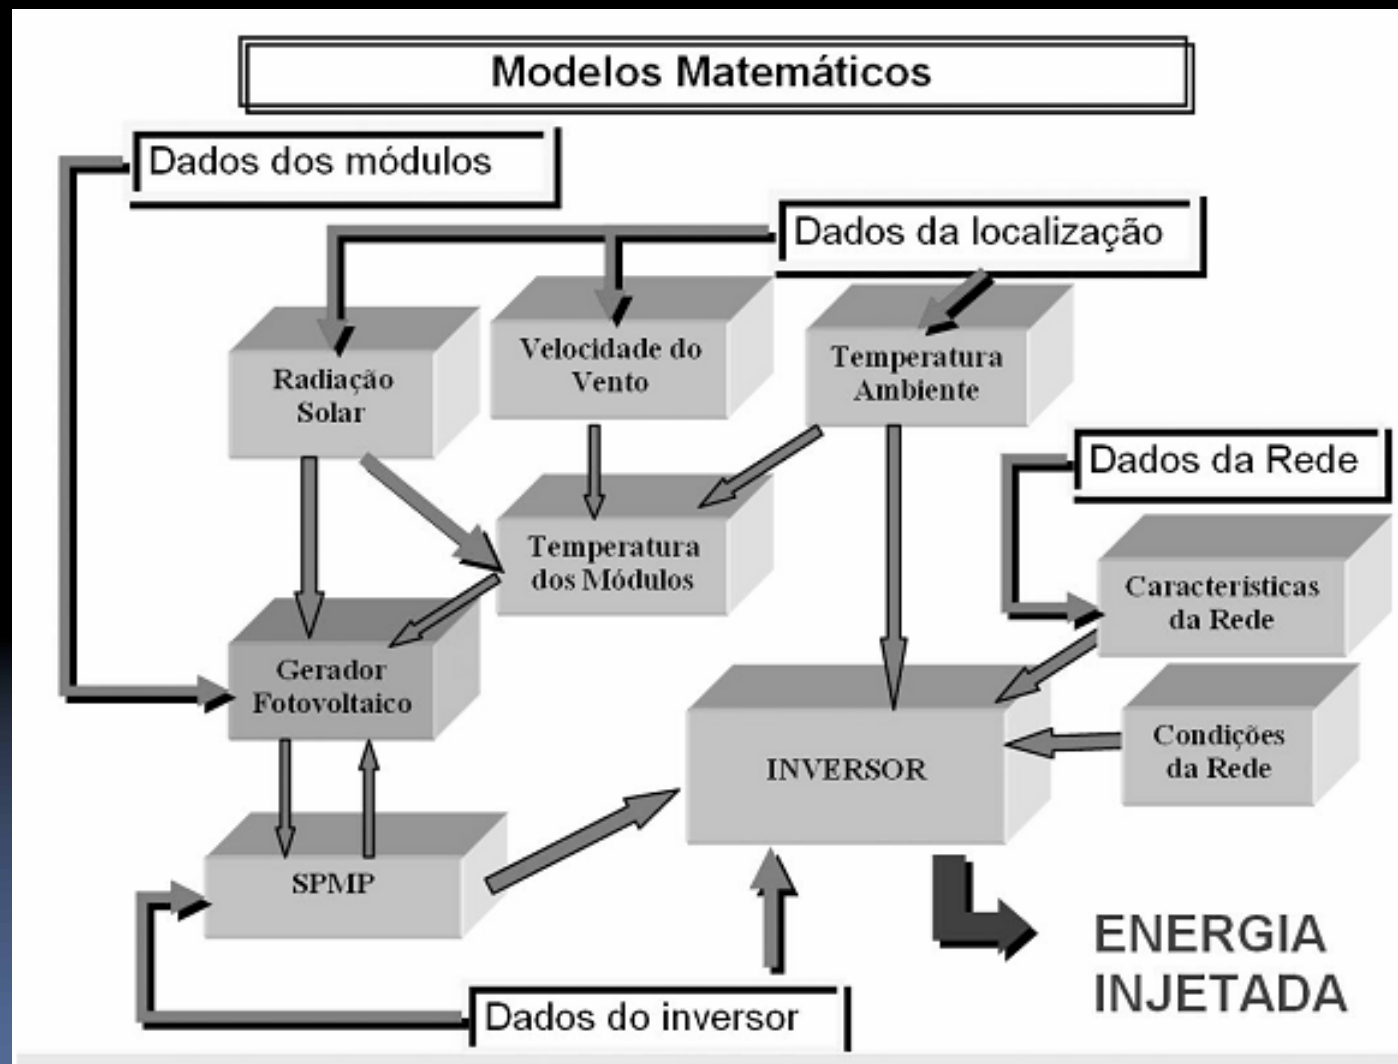 Modelos Matemáticos
Dados dos módulos
Dados da localização
Radiação
Solar
Velocidade do
Vento
Temperatura
Ambiente
Dados da Rede
Temperatura
dos Módulos
Características
da Rede
Gerador
Fotovoltaico
Condições
da Rede
INVERSOR
SPMP
ENERGIA
INJETADA
Dados do inversor